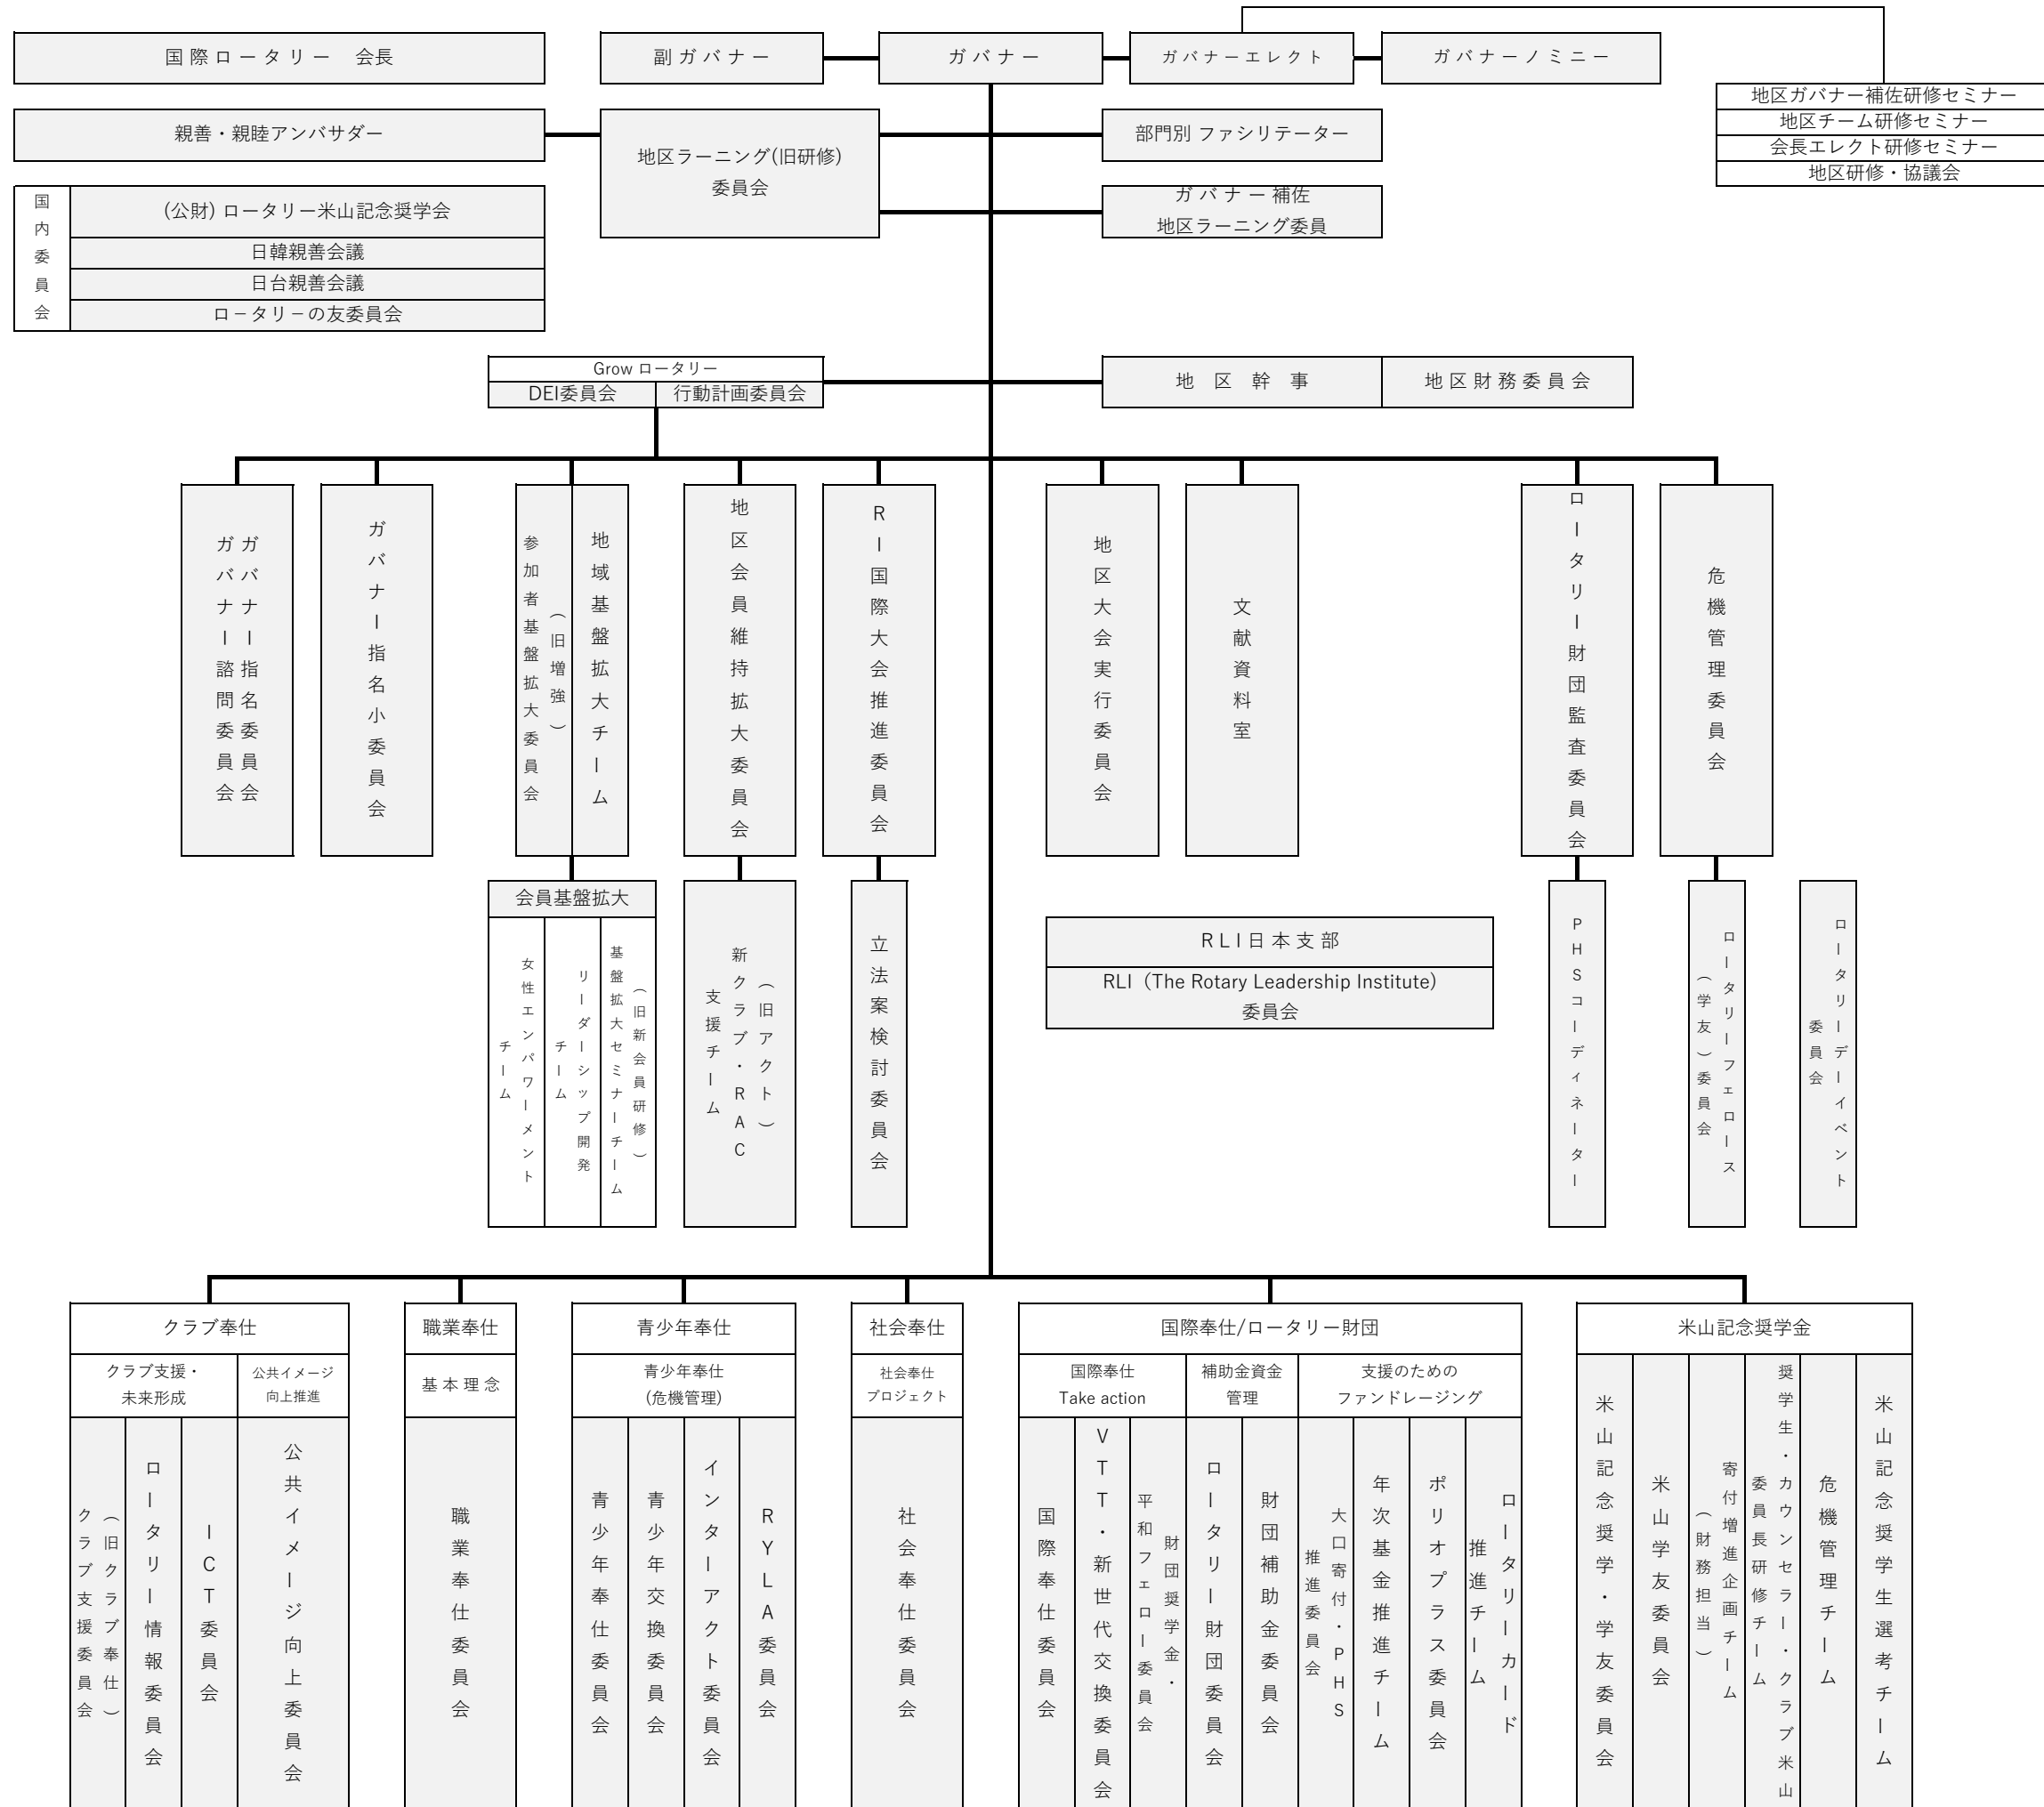 国際ロータリー　会長
副ガバナー
ガバナー
ガバナーエレクト
ガバナーノミニー
地区ガバナー補佐研修セミナー
地区チーム研修セミナー
会長エレクト研修セミナー
地区研修・協議会
親善・親睦アンバサダー
地区ラーニング(旧研修)
委員会
部門別 ファシリテーター
ガバナー補佐
地区ラーニング委員
国内委員会
(公財) ロータリー米山記念奨学会
日韓親善会議
日台親善会議
ロ－タリ－の友委員会
Grow ロータリー
DEI委員会
行動計画委員会
地区幹事
地区財務委員会
ガバナー指名委員会
ガバナー諮問委員会
ガバナー指名小委員会
（旧増強）
参加者基盤拡大委員会
地域基盤拡大チーム
地区会員維持拡大委員会
RI国際大会推進委員会
地区大会実行委員会
文献資料室
ロータリー財団監査委員会
危機管理委員会
会員基盤拡大
女性エンパワーメント
チーム
リーダーシップ開発
チーム
（旧新会員研修）
基盤拡大セミナーチーム
（旧アクト）
新クラブ・RAC
支援チーム
立法案検討委員会
RLI日本支部
RLI（The Rotary Leadership Institute）
委員会
PHSコーディネーター
ロータリーフェロース
（学友）委員会
ロータリーデーイベント
委員会
クラブ奉仕
クラブ支援・
未来形成
公共イメージ
向上推進
（旧クラブ奉仕）
クラブ支援委員会
ロータリー情報委員会
ICT委員会
公共イメージ向上委員会
職業奉仕
基本理念
職業奉仕委員会
青少年奉仕
青少年奉仕
(危機管理)
青少年奉仕委員会
青少年交換委員会
インターアクト委員会
RYLA委員会
社会奉仕
社会奉仕
プロジェクト
社会奉仕委員会
国際奉仕/ロータリー財団
国際奉仕
Take action
補助金資金
管理
支援のための
ファンドレージング
国際奉仕委員会
VTT・新世代交換委員会
財団奨学金・
平和フェロー委員会
ロータリー財団委員会
財団補助金委員会
大口寄付・PHS
推進委員会
年次基金推進チーム
ポリオプラス委員会
ロータリーカード
推進チーム
米山記念奨学金
米山記念奨学・学友委員会
米山学友委員会
寄付増進企画チーム
（財務担当）
奨学生・カウンセラー・クラブ米山
委員長研修チーム
危機管理チーム
米山記念奨学生選考チーム